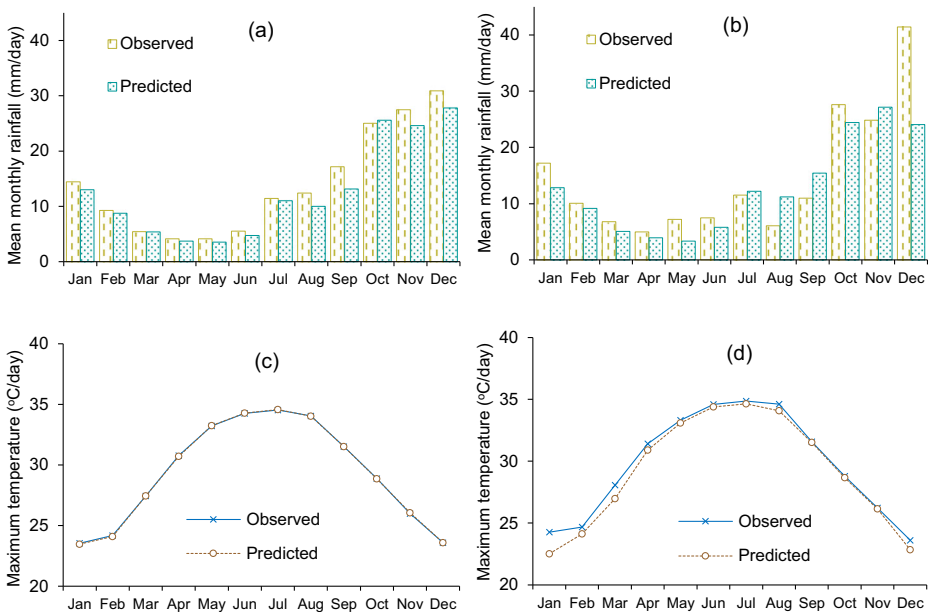 (a)
Mean monthly rainfall (mm/day)
40
30
20
10
0
Observed
Predicted
Jan Feb Mar Apr May Jun Jul Aug Sep Oct Nov Dec
(b)
Mean monthly rainfall (mm/day)
40
30
20
10
0
Observed
Predicted
Jan Feb Mar Apr May Jun Jul Aug Sep Oct Nov Dec
(c)
Maximum temperature (ºC/day)
40
35
30
25
20
Observed
Predicted
Jan Feb Mar Apr May Jun Jul Aug Sep Oct Nov Dec
(d)
Maximum temperature (ºC/day)
40
35
30
25
20
Observed
Predicted
Jan Feb Mar Apr May Jun Jul Aug Sep Oct Nov Dec